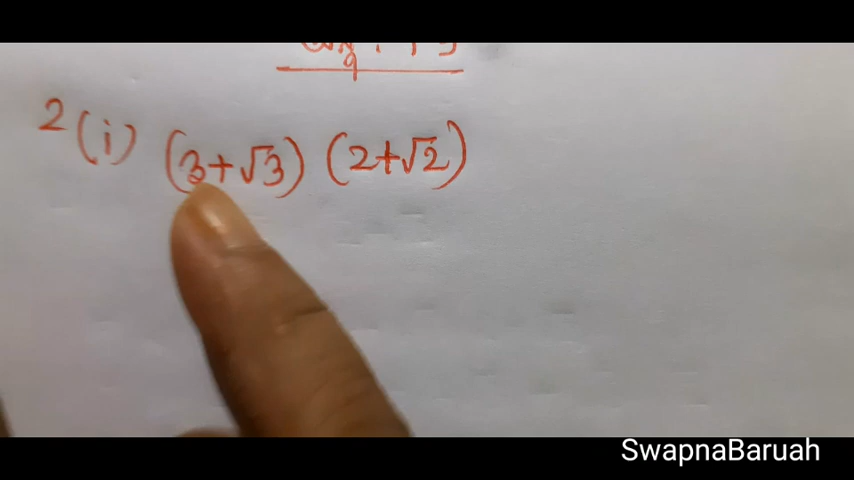 2 (i) (3+√3) (2+√2)
SwapnaBaruah